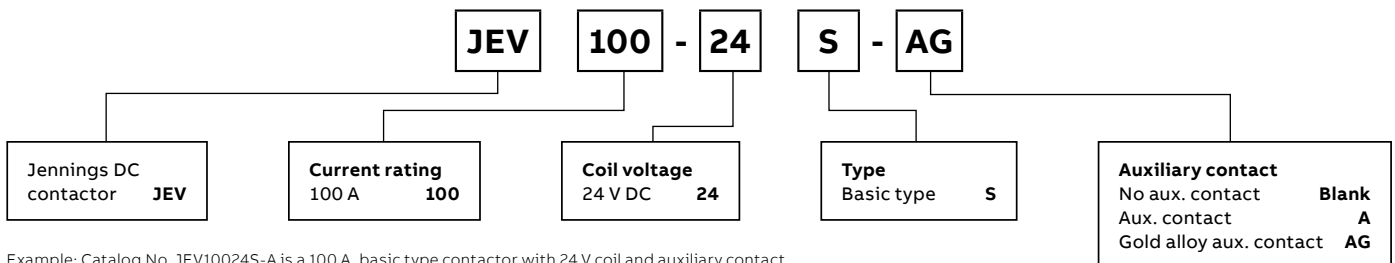 JEV 100 - 24 S - AG
Jennings DC
contactor JEV
Current rating
100 A 100
Coil voltage
24 V DC 24
Type
Basic type S
Auxiliary contact
No aux. contact Blank
Aux. contact A
Gold alloy aux. contact AG
Example: Catalog No. JEV10024S-A is a 100 A, basic type contactor with 24 V coil and auxiliary contact